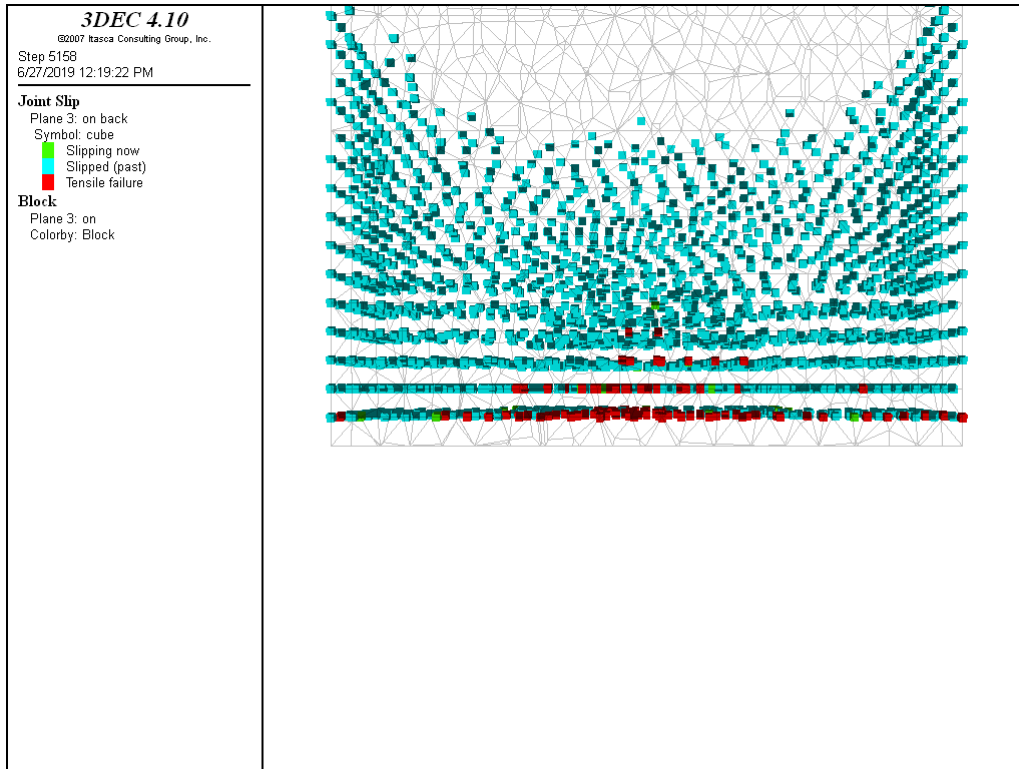 3DEC 4.10
©2007 Itasca Consulting Group, Inc.
Step 5158
6/27/2019 12:19:22 PM
Joint Slip
Plane 3: on back
Symbol: cube
Slipping now
Slipped (past)
Tensile failure
Block
Plane 3: on
Colorby: Block